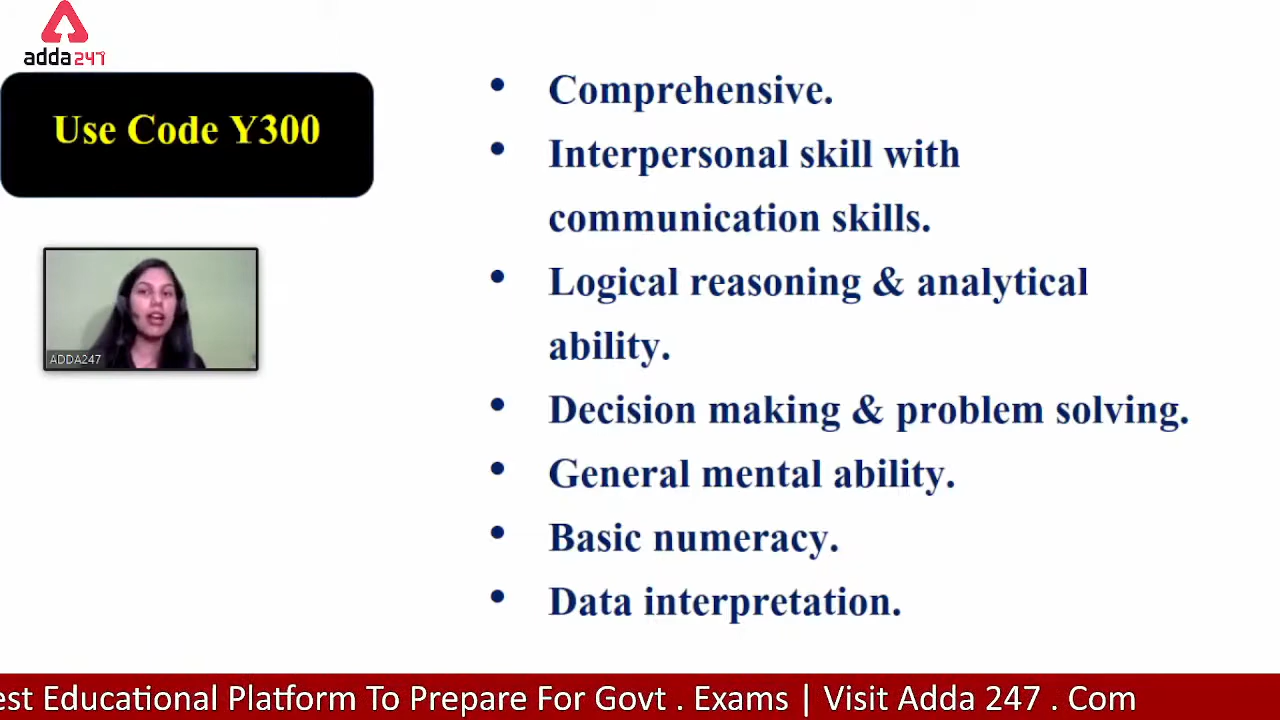 adda247
Use Code Y300
ADDA247
• Comprehensive.
• Interpersonal skill with
communication skills.
• Logical reasoning & analytical
ability.
• Decision making & problem solving.
• General mental ability.
• Basic numeracy.
• Data interpretation.
est Educational Platform To Prepare For Govt . Exams | Visit Adda 247 . Com